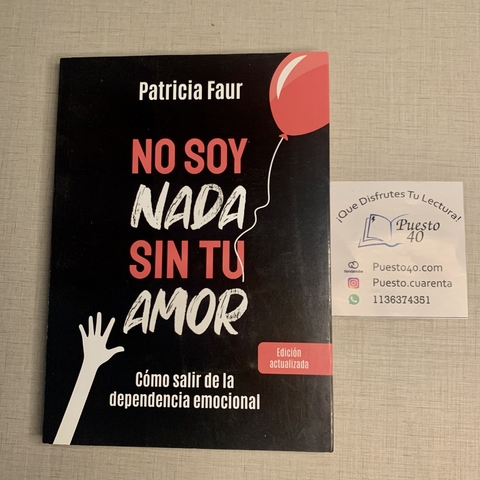 Patricia Faur
NO SOY
NADA
SIN TU
AMOR
Edición
actualizada
Cómo salir de la
dependencia emocional
¡Que Disfrutes Tu Lectura!
Puesto
40
Puesto40.com
Puesto.cuarenta
1136374351